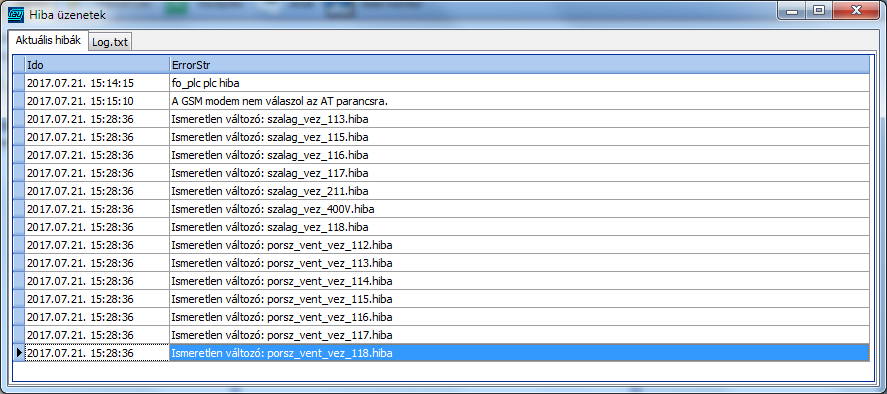 Hiba üzenetek
Aktuális hibák Log.txt
Ido ErrorStr
2017.07.21. 15:14:15 fo_plc plc hiba
2017.07.21. 15:15:10 A GSM modem nem válaszol az AT parancsra.
2017.07.21. 15:28:36 Ismeretlen változó: szalag_vez_113.hiba
2017.07.21. 15:28:36 Ismeretlen változó: szalag_vez_115.hiba
2017.07.21. 15:28:36 Ismeretlen változó: szalag_vez_116.hiba
2017.07.21. 15:28:36 Ismeretlen változó: szalag_vez_117.hiba
2017.07.21. 15:28:36 Ismeretlen változó: szalag_vez_211.hiba
2017.07.21. 15:28:36 Ismeretlen változó: szalag_vez_400V.hiba
2017.07.21. 15:28:36 Ismeretlen változó: szalag_vez_118.hiba
2017.07.21. 15:28:36 Ismeretlen változó: porsz_vent_vez_112.hiba
2017.07.21. 15:28:36 Ismeretlen változó: porsz_vent_vez_113.hiba
2017.07.21. 15:28:36 Ismeretlen változó: porsz_vent_vez_114.hiba
2017.07.21. 15:28:36 Ismeretlen változó: porsz_vent_vez_115.hiba
2017.07.21. 15:28:36 Ismeretlen változó: porsz_vent_vez_116.hiba
2017.07.21. 15:28:36 Ismeretlen változó: porsz_vent_vez_117.hiba
2017.07.21. 15:28:36 Ismeretlen változó: porsz_vent_vez_118.hiba